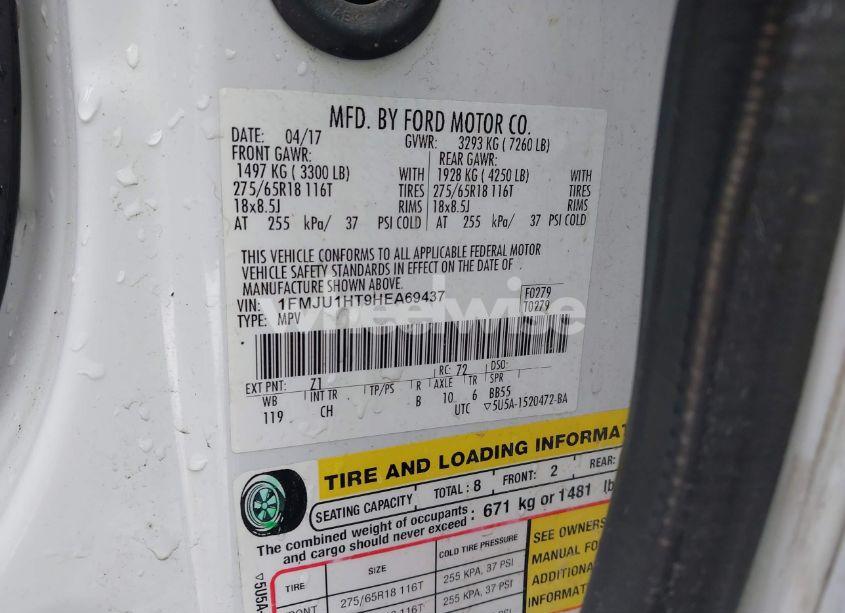 MFD. BY FORD MOTOR CO.
DATE: 04/17 GVWR: 3293 KG ( 7260 LB)
FRONT GAWR: REAR GAWR:
1497 KG ( 3300 LB) WITH 1928 KG ( 4250 LB) WITH
275/65R18 116T TIRES 275/65R18 116T TIRES
18x8.5J RIMS 18x8.5J RIMS
AT 255 kPa/ 37 PSI COLD AT 255 kPa/ 37 PSI COLD
THIS VEHICLE CONFORMS TO ALL APPLICABLE FEDERAL MOTOR
VEHICLE SAFETY STANDARDS IN EFFECT ON THE DATE OF
MANUFACTURE SHOWN ABOVE.
VIN: 1FMJU1HT9HEA69437 F0279
TYPE: MPV T0279
wheelwise
EXT PNT: Z1 RC: 72 DSO:
WB INT TR TP/PS R AXLE TR SPR
119 CH B 10 6 BB55
UTC ▽5U5A-1520472-BA
TIRE AND LOADING INFORMAT
SEATING CAPACITY TOTAL : 8 FRONT: 2 REAR:
The combined weight of occupants and cargo should never exceed : 671 kg or 1481 lb
TIRE SIZE COLD TIRE PRESSURE
275/65R18 116T 255 KPA, 37 PSI
SEE OWNERS
MANUAL FOR
ADDITIONA
INFORMAT
▽5U5A-